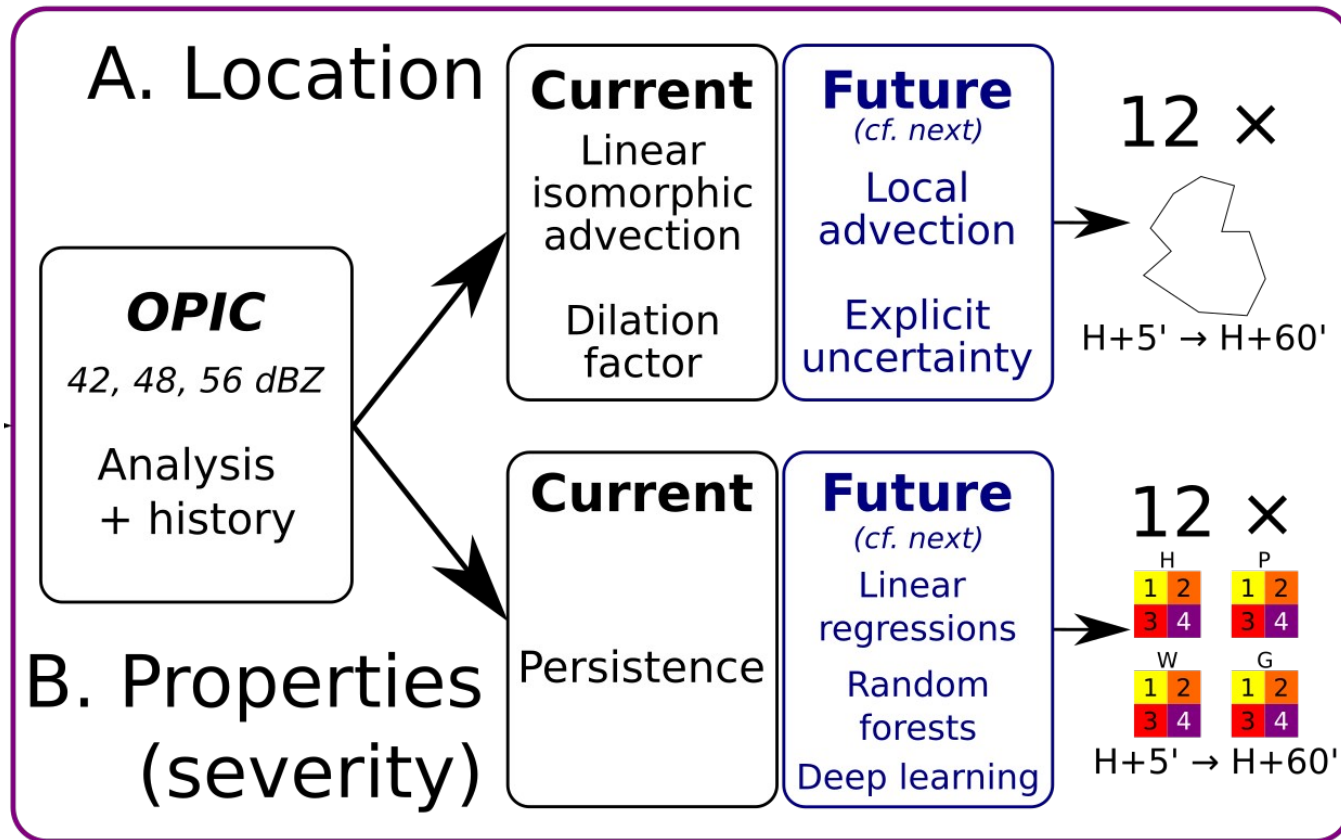 A. Location
OPIC
42, 48, 56 dBZ
Analysis
+ history
Current
Linear
isomorphic
advection
Dilation
factor
Future
(cf. next)
Local
advection
Explicit
uncertainty
12 ×
H+5' → H+60'
B. Properties
(severity)
Current
Persistence
Future
(cf. next)
Linear
regressions
Random
forests
Deep learning
12 ×
H P
1 2 1 2
3 4 3 4
W G
1 2 1 2
3 4 3 4
H+5' → H+60'